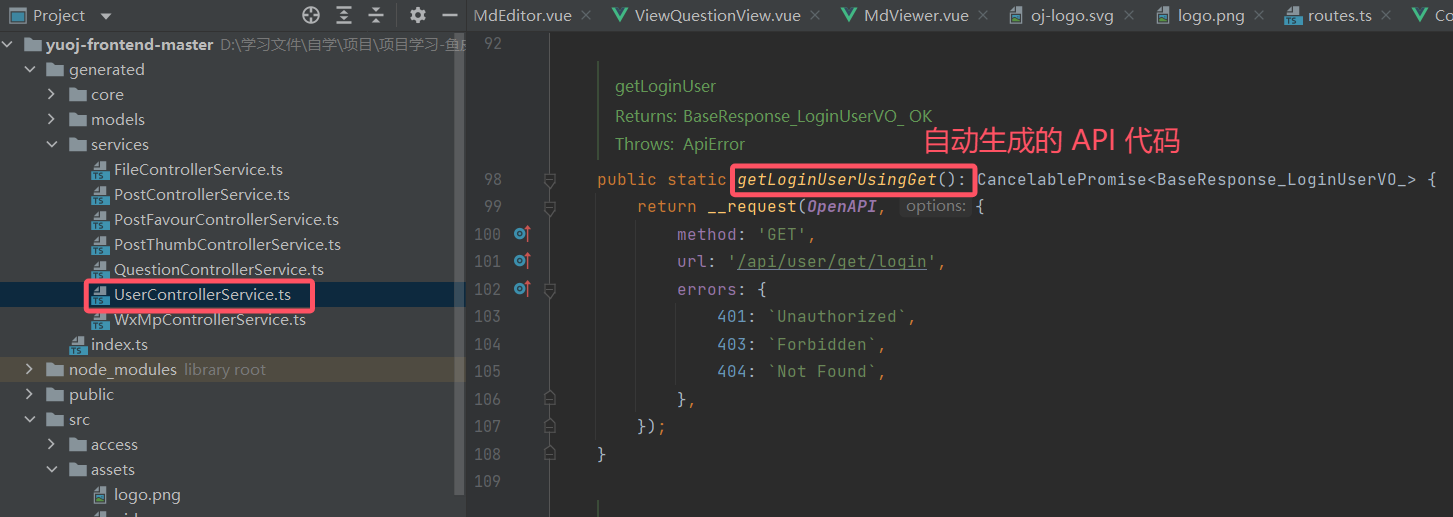 Project
yuoj-frontend-master D:\学习文件\自学\项目\项目学习-鱼
generated
core
models
services
FileControllerService.ts
PostControllerService.ts
PostFavourControllerService.ts
PostThumbControllerService.ts
QuestionControllerService.ts
UserControllerService.ts
WxMpControllerService.ts
index.ts
node_modules library root
public
src
access
assets
logo.png
MdEditor.vue ViewQuestionView.vue MdViewer.vue oj-logo.svg logo.png routes.ts Co
92
getLoginUser
Returns: BaseResponse_LoginUserVO_ OK
Throws: ApiError
自动生成的 API 代码
98 public static getLoginUserUsingGet(): CancelablePromise<BaseResponse_LoginUserVO_> {
99 return __request(OpenAPI, options: {
100 method: 'GET',
101 url: '/api/user/get/login',
102 errors: {
103 401: `Unauthorized`,
104 403: `Forbidden`,
105 404: `Not Found`,
106 },
107 });
108 }
109